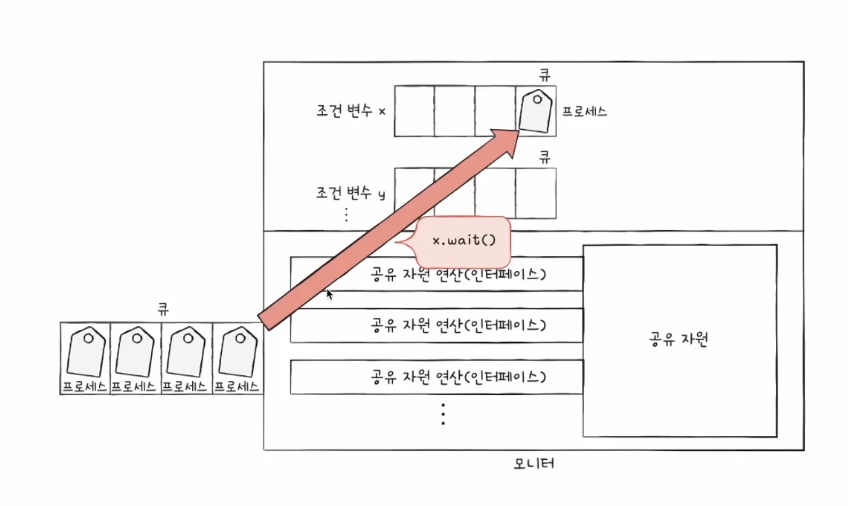 큐
조건 변수 x
프로세스
큐
조건 변수 y
x.wait()
공유 자원 연산(인터페이스)
공유 자원 연산(인터페이스)
공유 자원 연산(인터페이스)
공유 자원
큐
프로세스 프로세스 프로세스 프로세스
모니터